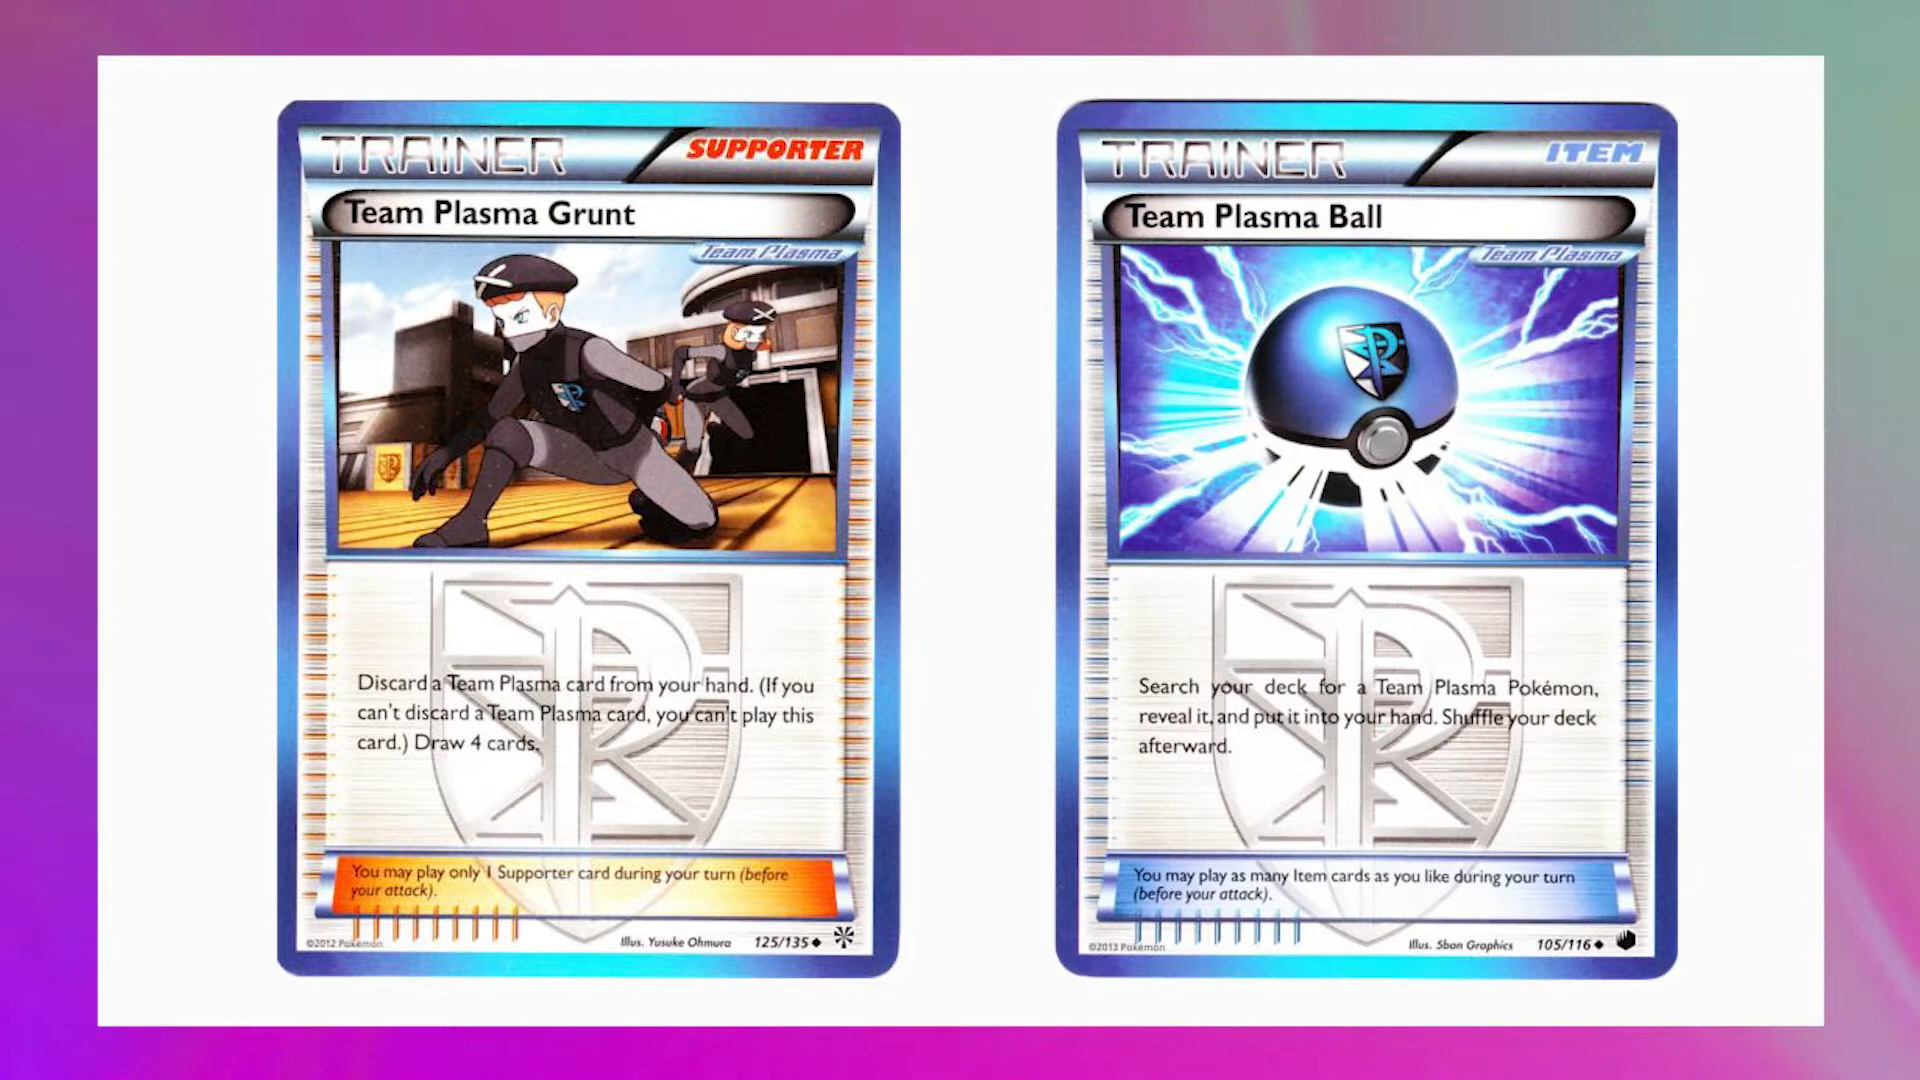 TRAINER
SUPPORTER
Team Plasma Grunt
Team Plasma
Discard a Team Plasma card from your hand. (If you
can't discard a Team Plasma card, you can't play this
card.) Draw 4 cards.
You may play only 1 Supporter card during your turn (before
your attack).
©2012 Pokémon
Illus. Yusuke Ohmura
125/135
TRAINER
ITEM
Team Plasma Ball
Team Plasma
Search your deck for a Team Plasma Pokémon,
reveal it, and put it into your hand. Shuffle your deck
afterward.
You may play as many Item cards as you like during your turn
(before your attack).
©2013 Pokémon
Illus. 5ban Graphics
105/116